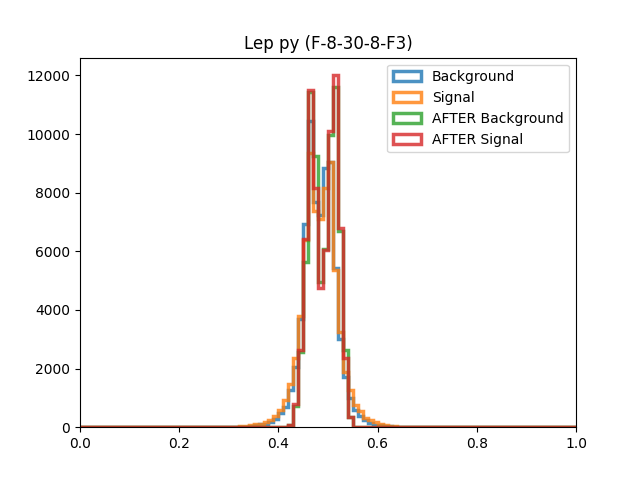 Lep py (F-8-30-8-F3)
Background
Signal
AFTER Background
AFTER Signal
12000
10000
8000
6000
4000
2000
0
0.0 0.2 0.4 0.6 0.8 1.0